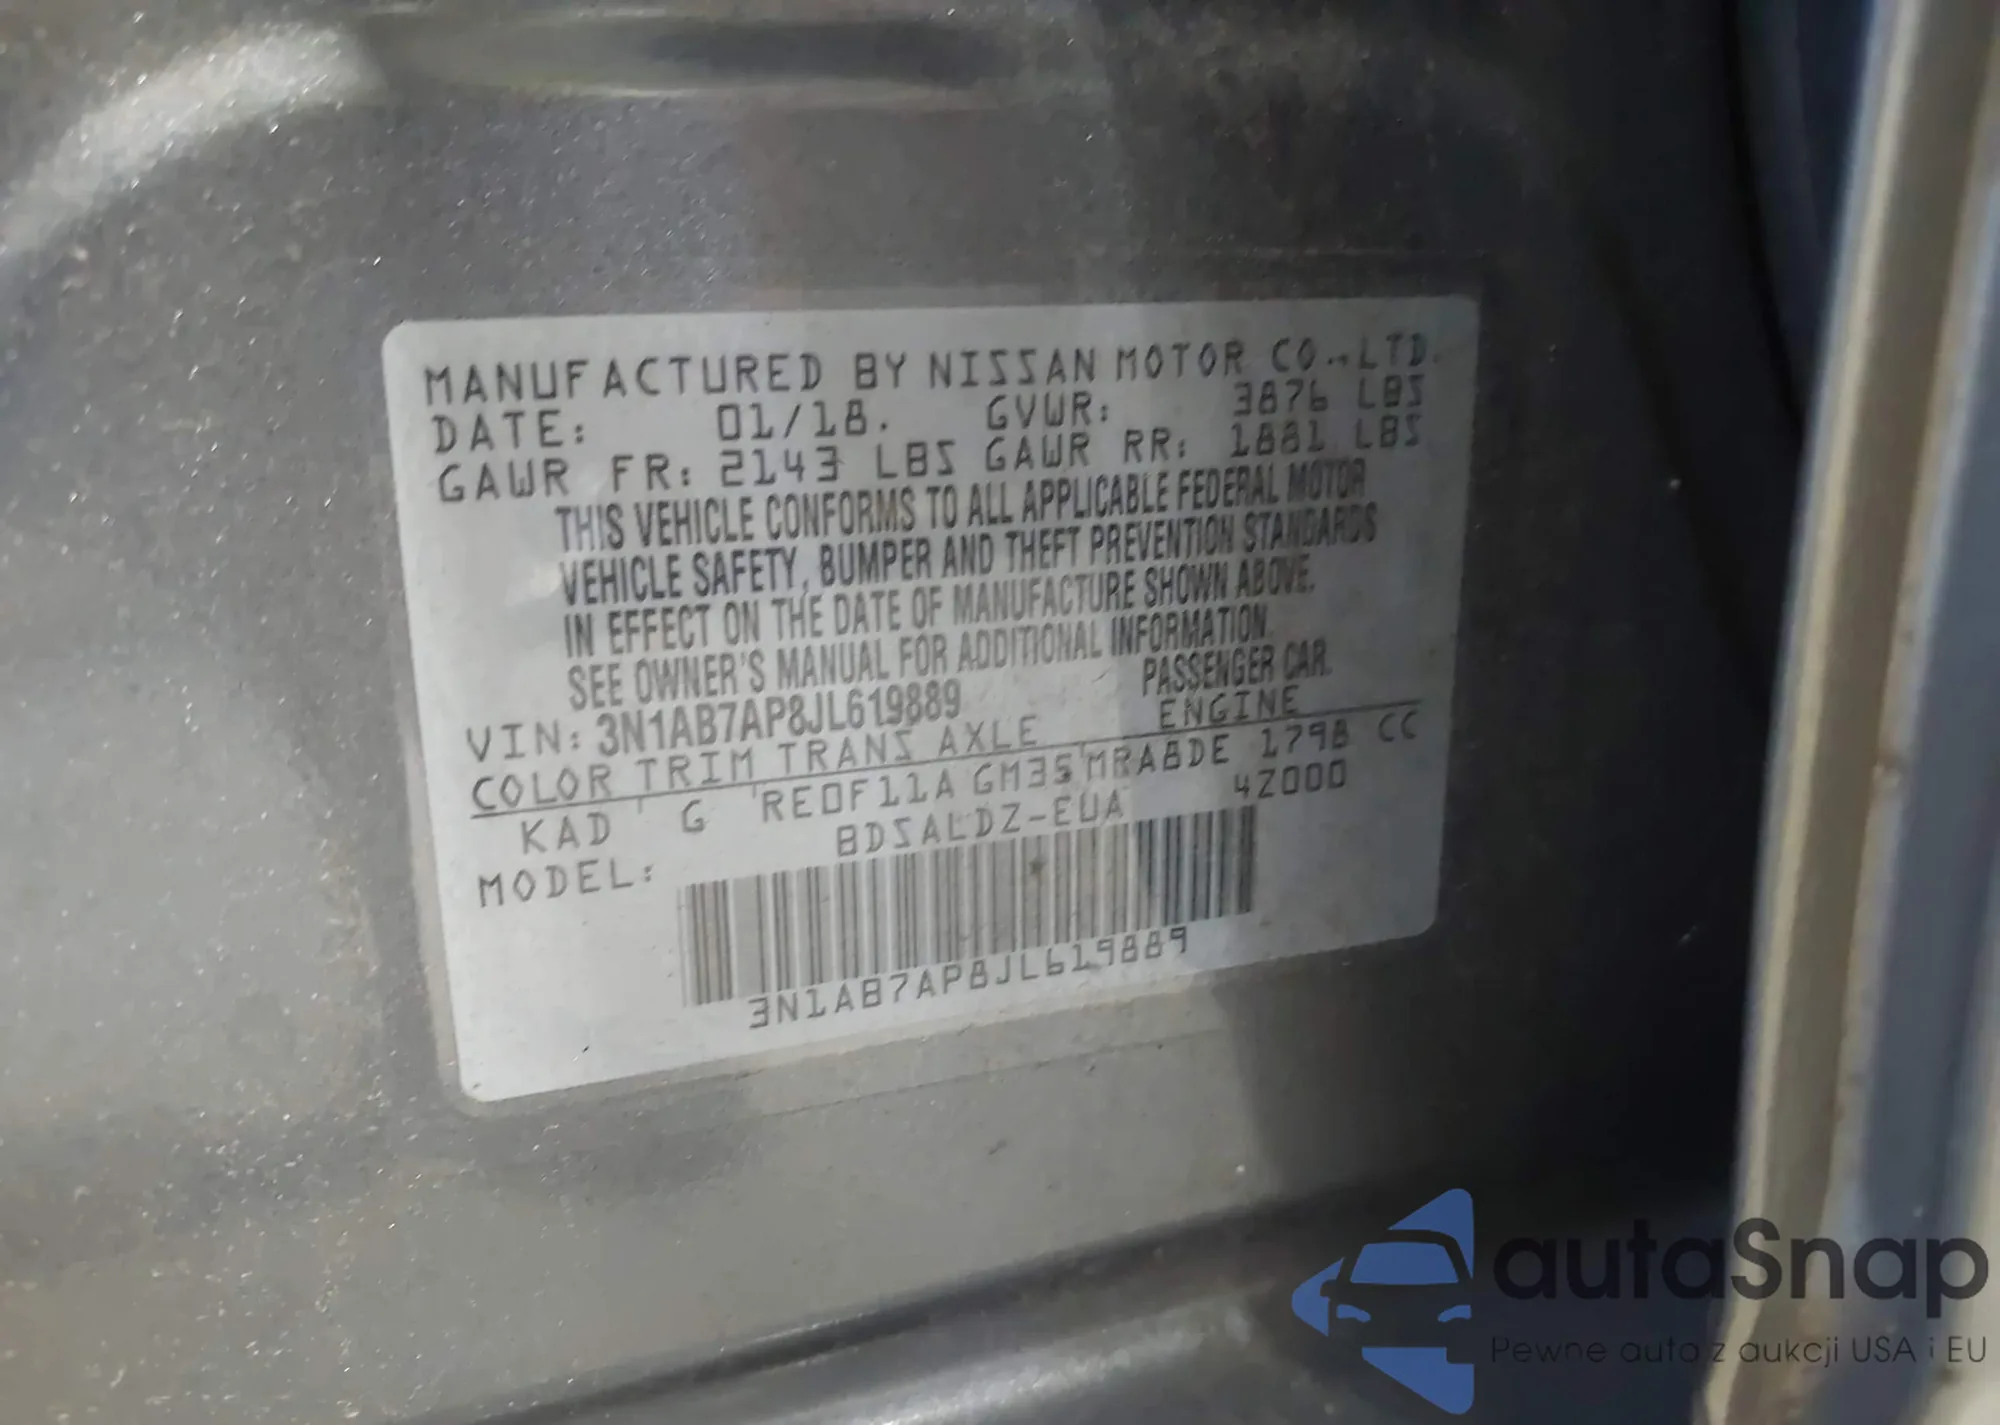 MANUFACTURED BY NISSAN MOTOR CO.,LTD.
DATE: 01/18. GVWR: 3876 LBS
GAWR FR: 2143 LBS GAWR RR: 1881 LBS
THIS VEHICLE CONFORMS TO ALL APPLICABLE FEDERAL MOTOR
VEHICLE SAFETY, BUMPER AND THEFT PREVENTION STANDARDS
IN EFFECT ON THE DATE OF MANUFACTURE SHOWN ABOVE.
SEE OWNER'S MANUAL FOR ADDITIONAL INFORMATION.
VIN: 3N1AB7AP8JL619889 PASSENGER CAR.
COLOR TRIM TRANS AXLE ENGINE
KAD G RE0F11A GM35 MRA8DE 1798 CC
MODEL: BDSALDZ-EUA 4Z000
3N1AB7AP8JL619889
autaSnap
Pewne auta z aukcji USA i EU